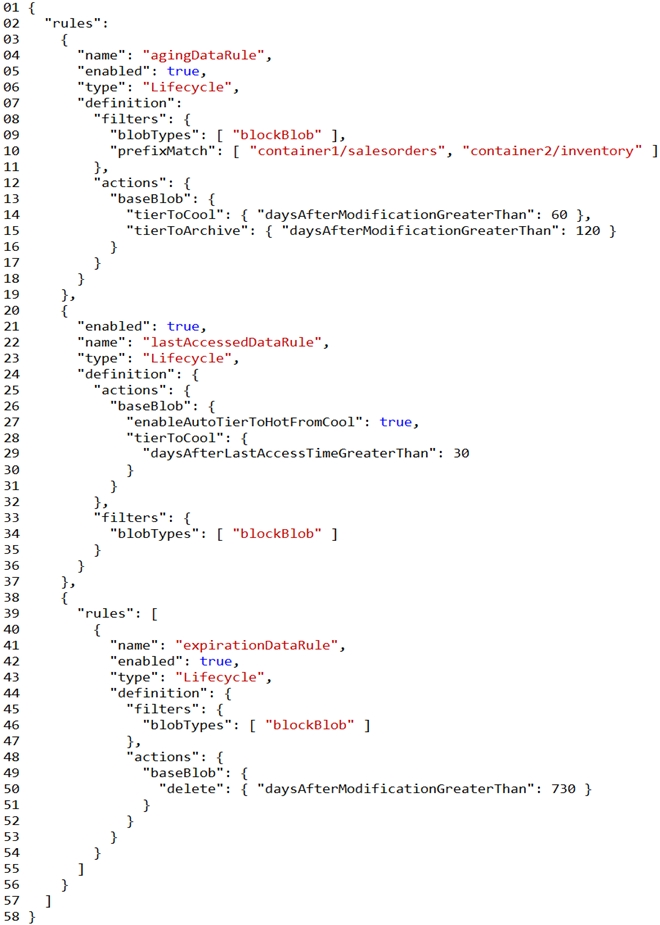 01 {
02   "rules":
03     {
04       "name": "agingDataRule",
05       "enabled": true,
06       "type": "Lifecycle",
07       "definition":
08         "filters": {
09           "blobTypes": [ "blockBlob" ],
10           "prefixMatch": [ "container1/salesorders", "container2/inventory" ]
11         },
12         "actions": {
13           "baseBlob": {
14             "tierToCool": { "daysAfterModificationGreaterThan": 60 },
15             "tierToArchive": { "daysAfterModificationGreaterThan": 120 }
16           }
17         }
18       }
19     },
20     {
21       "enabled": true,
22       "name": "lastAccessedDataRule",
23       "type": "Lifecycle",
24       "definition": {
25         "actions": {
26           "baseBlob": {
27             "enableAutoTierToHotFromCool": true,
28             "tierToCool": {
29               "daysAfterLastAccessTimeGreaterThan": 30
30             }
31           }
32         },
33         "filters": {
34           "blobTypes": [ "blockBlob" ]
35         }
36       }
37     },
38     {
39       "rules": [
40         {
41           "name": "expirationDataRule",
42           "enabled": true,
43           "type": "Lifecycle",
44           "definition": {
45             "filters": {
46               "blobTypes": [ "blockBlob" ]
47             },
48             "actions": {
49               "baseBlob": {
50                 "delete": { "daysAfterModificationGreaterThan": 730 }
51               }
52             }
53           }
54         }
55       ]
56     }
57   ]
58 }